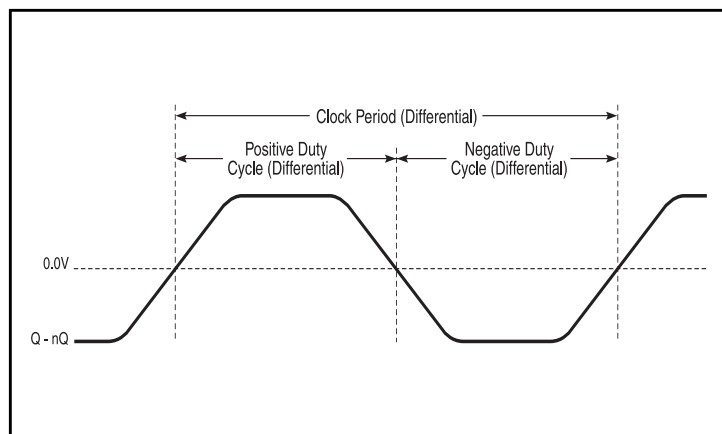 Clock Period (Differential)
Positive Duty
Cycle (Differential)
Negative Duty
Cycle (Differential)
0.0V
Q - nQ